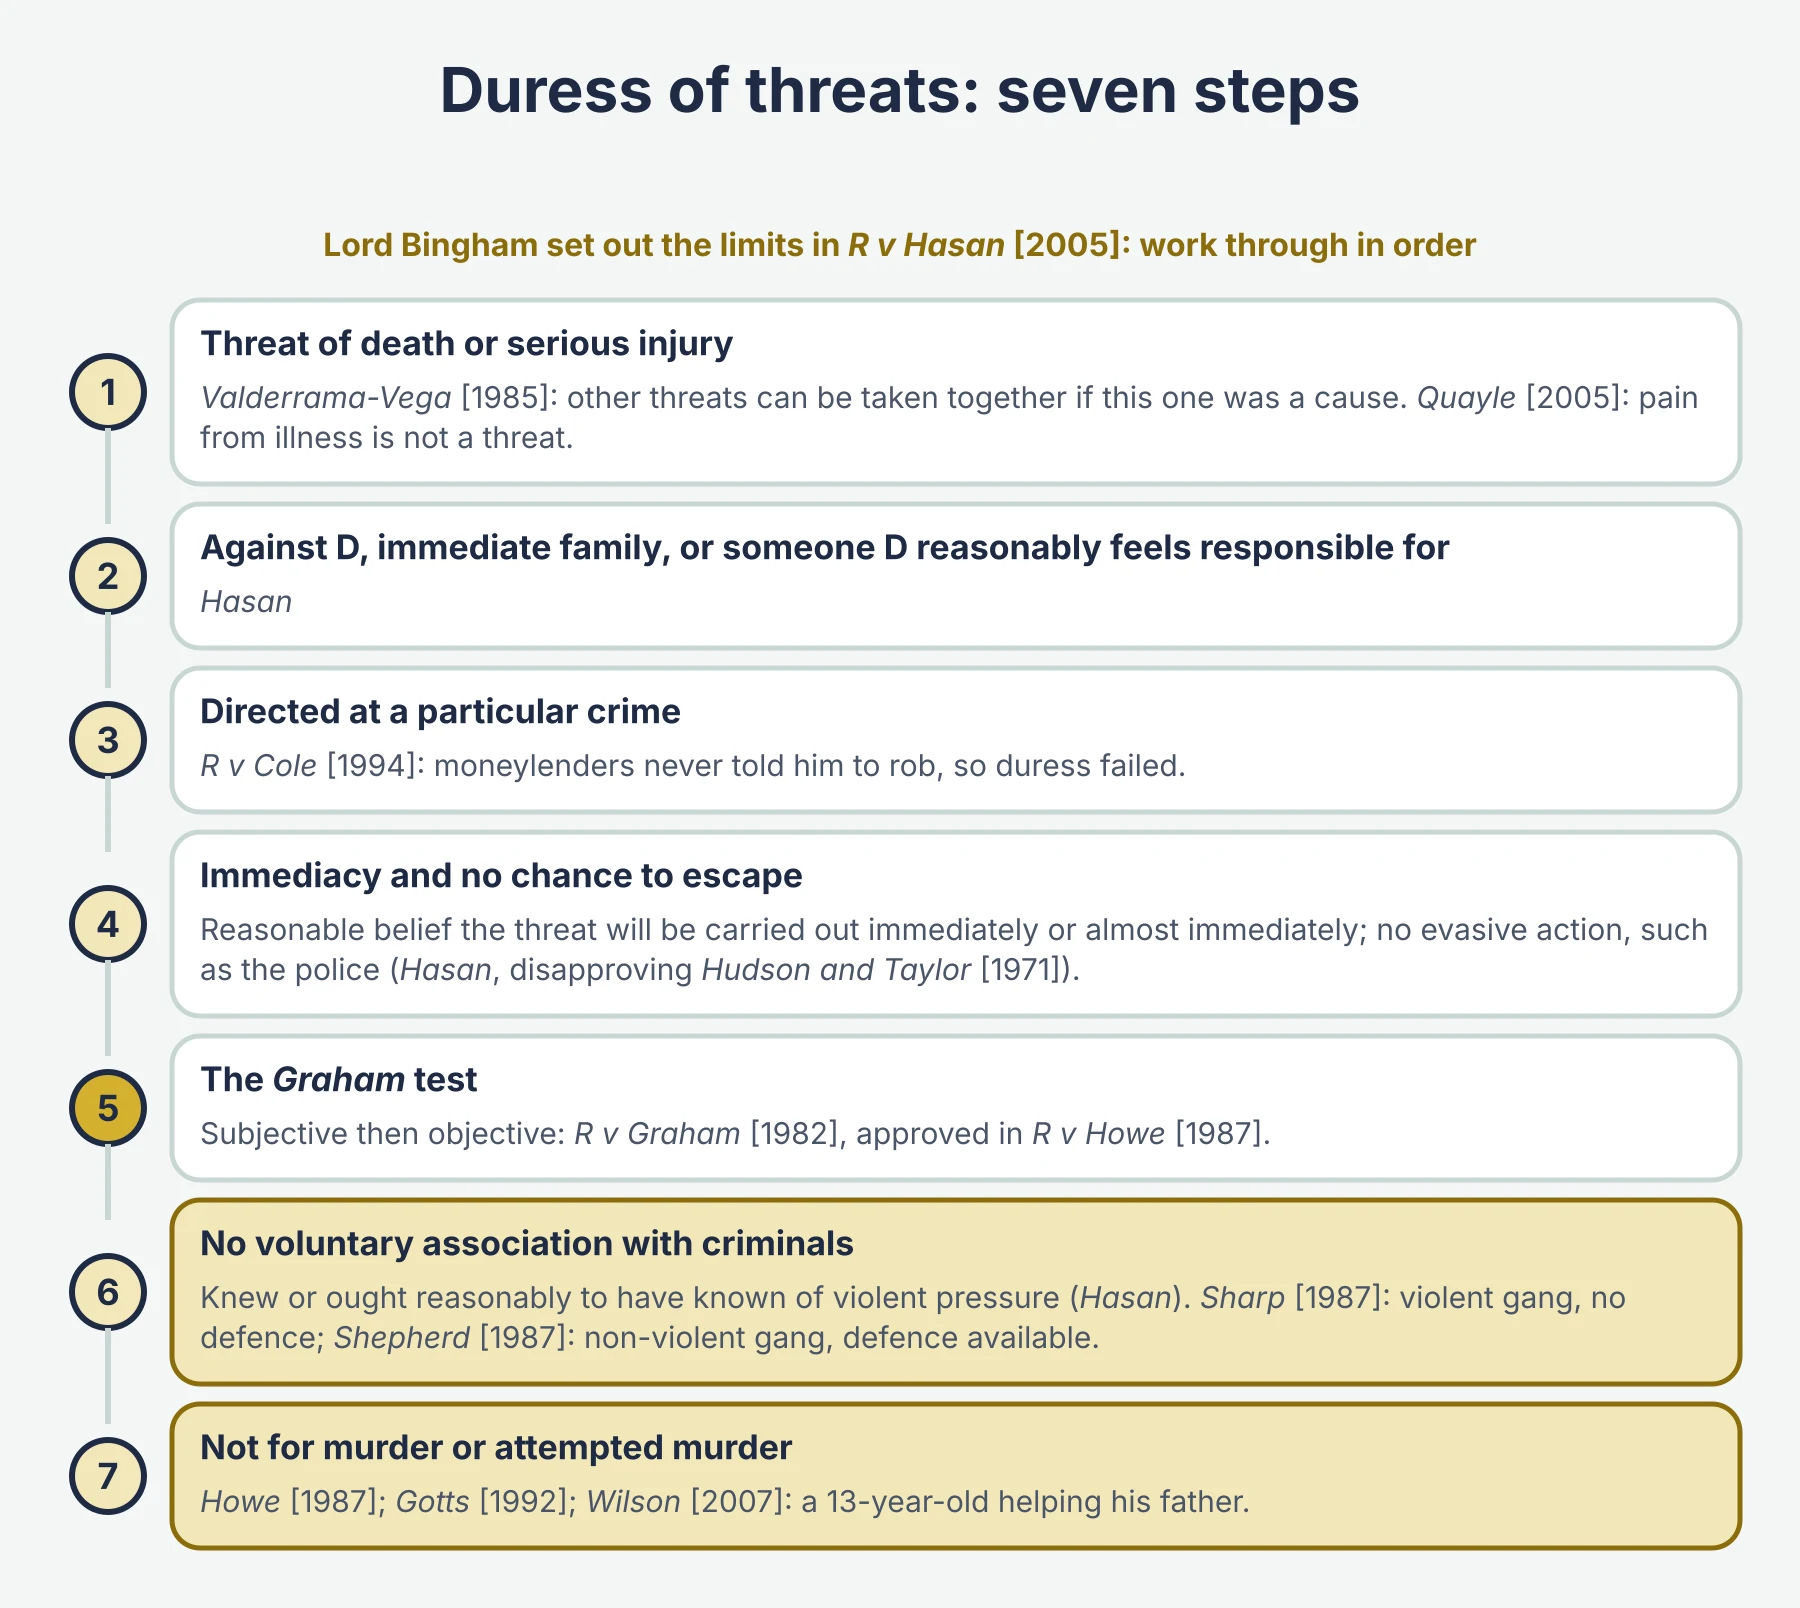 Duress of threats: seven steps
Lord Bingham set out the limits in R v Hasan [2005]: work through in order
1
Threat of death or serious injury
Valderrama-Vega [1985]: other threats can be taken together if this one was a cause. Quayle [2005]: pain
from illness is not a threat.
2
Against D, immediate family, or someone D reasonably feels responsible for
Hasan
3
Directed at a particular crime
R v Cole [1994]: moneylenders never told him to rob, so duress failed.
4
Immediacy and no chance to escape
Reasonable belief the threat will be carried out immediately or almost immediately; no evasive action, such
as the police (Hasan, disapproving Hudson and Taylor [1971]).
5
The Graham test
Subjective then objective: R v Graham [1982], approved in R v Howe [1987].
6
No voluntary association with criminals
Knew or ought reasonably to have known of violent pressure (Hasan). Sharp [1987]: violent gang, no
defence; Shepherd [1987]: non-violent gang, defence available.
7
Not for murder or attempted murder
Howe [1987]; Gotts [1992]; Wilson [2007]: a 13-year-old helping his father.